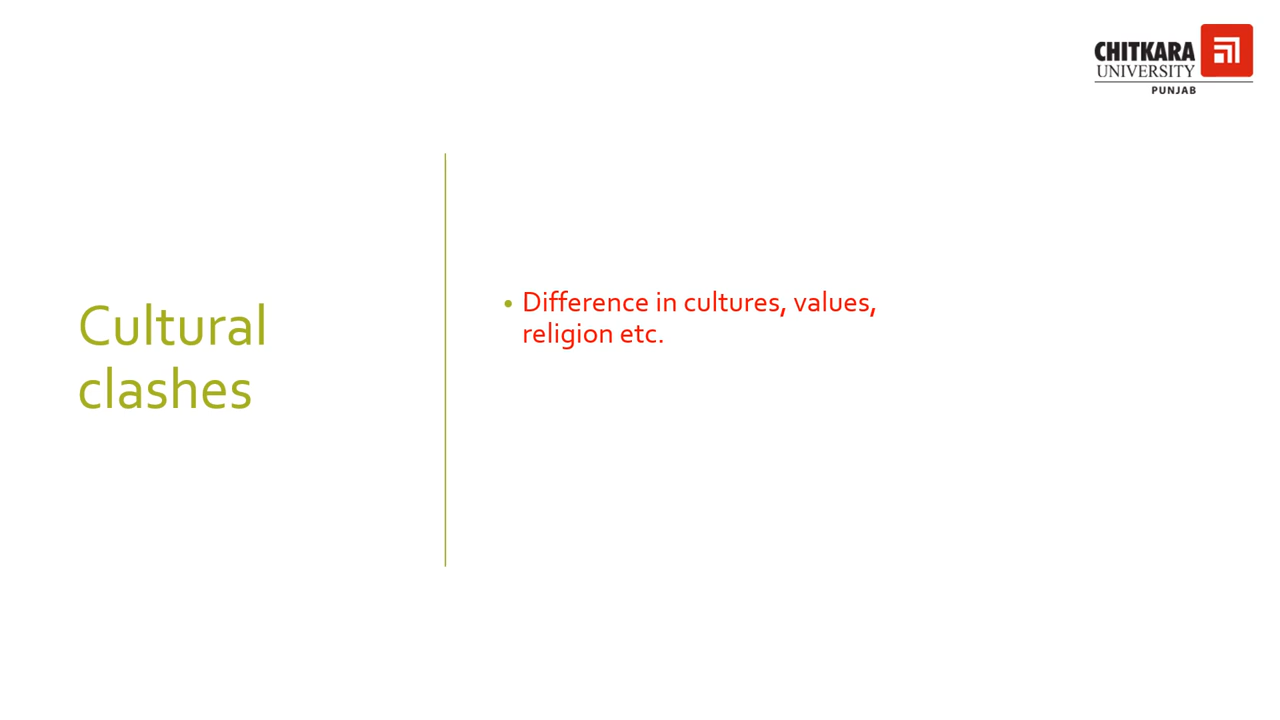 CHITKARA
UNIVERSITY
PUNJAB
Cultural
clashes
• Difference in cultures, values,
religion etc.